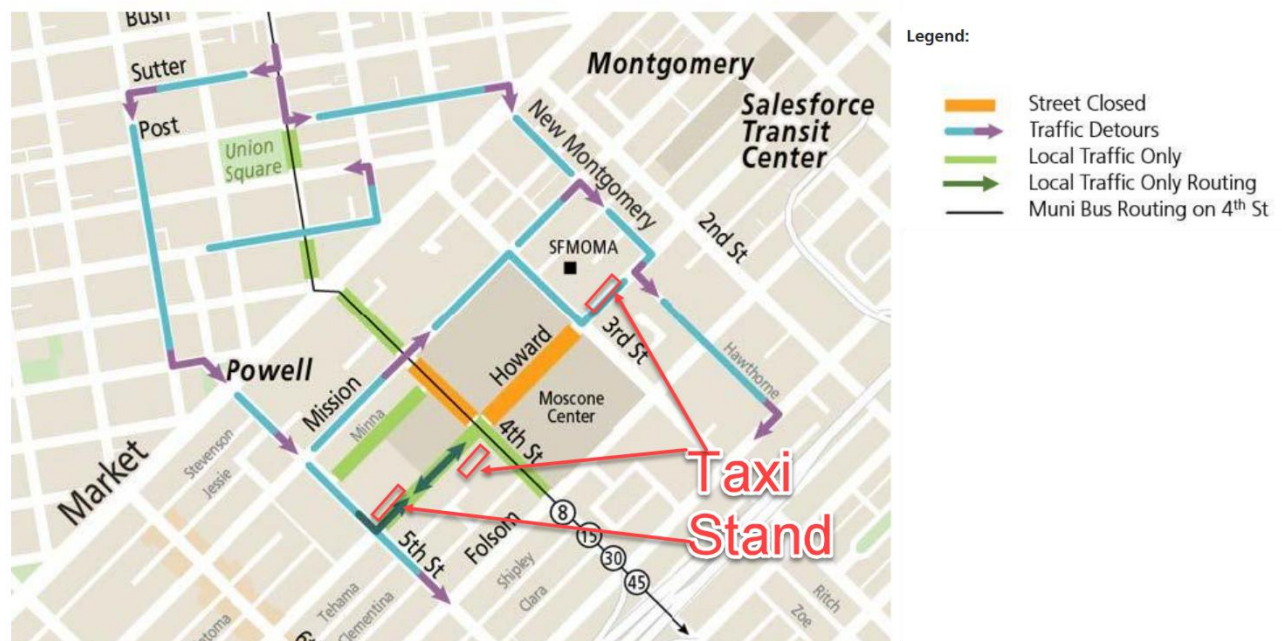 Bush
Sutter
Post
Union
Square
Montgomery
Salesforce
Transit
Center
New Montgomery
SFMOMA
2nd St
3rd St
Hawthorne
Powell
Mission
Howard
Minna
Moscone
Center
4th St
Market
Stevenson
Jessie
5th St
Folsom
Taxi
Stand
Shipley
Clara
Tehama
Clementina
8
15
30
45
Ritch
Zoe
Legend:
Street Closed
Traffic Detours
Local Traffic Only
Local Traffic Only Routing
Muni Bus Routing on 4th St